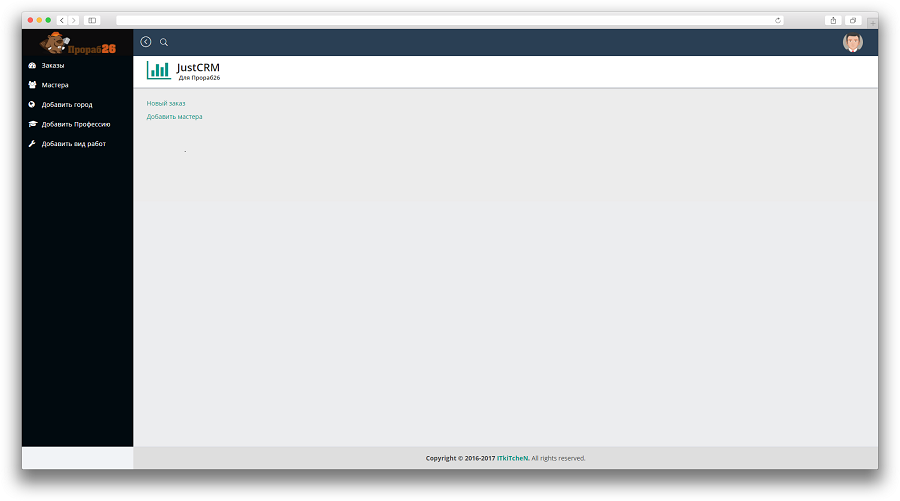 Прораб26
Заказы
Мастера
Добавить город
Добавить Профессию
Добавить вид работ
JustCRM
Для Прораб26
Новый заказ
Добавить мастера
Copyright © 2016-2017 ITkiTcheN. All rights reserved.